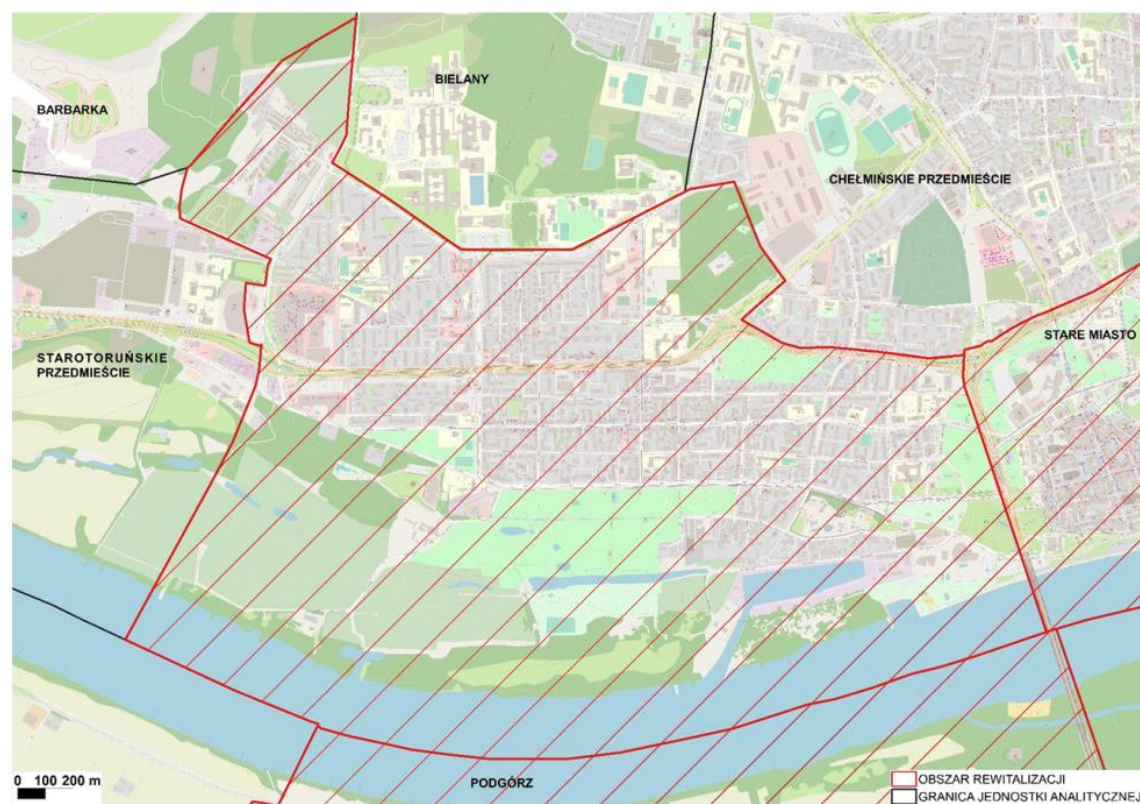 BIELANY
BARBARKA
CHEŁMIŃSKIE PRZEDMIEŚCIE
STARE MIASTO
STAROTORUŃSKIE
PRZEDMIEŚCIE
PODGÓRZ
0 100 200 m
OBSZAR REWITALIZACJI
GRANICA JEDNOSTKI ANALITYCZNEJ